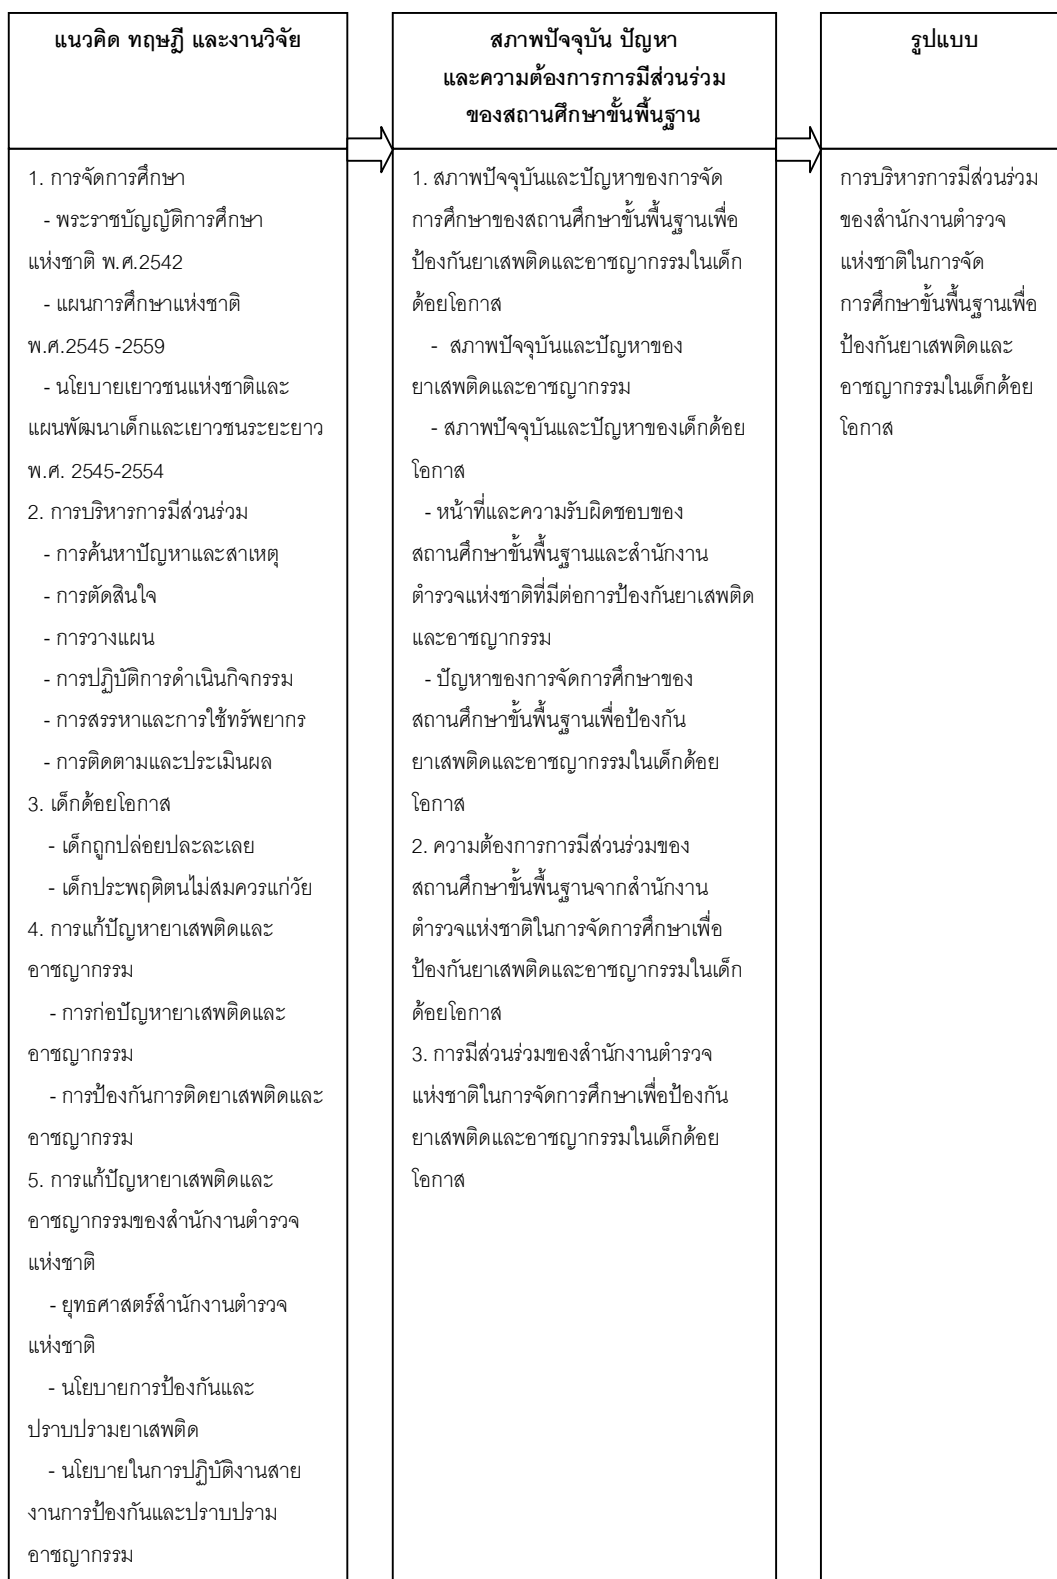 แนวคิด ทฤษฎี และงานวิจัย
1. การจัดการศึกษา
- พระราชบัญญัติการศึกษา
แห่งชาติ พ.ศ.2542
- แผนการศึกษาแห่งชาติ
พ.ศ.2545 -2559
- นโยบายเยาวชนแห่งชาติและ
แผนพัฒนาเด็กและเยาวชนระยะยาว
พ.ศ. 2545-2554
2. การบริหารการมีส่วนร่วม
- การค้นหาปัญหาและสาเหตุ
- การตัดสินใจ
- การวางแผน
- การปฏิบัติการดำเนินกิจกรรม
- การสรรหาและการใช้ทรัพยากร
- การติดตามและประเมินผล
3. เด็กด้อยโอกาส
- เด็กถูกปล่อยปละละเลย
- เด็กประพฤติตนไม่สมควรแก่วัย
4. การแก้ปัญหายาเสพติดและ
อาชญากรรม
- การก่อปัญหายาเสพติดและ
อาชญากรรม
- การป้องกันการติดยาเสพติดและ
อาชญากรรม
5. การแก้ปัญหายาเสพติดและ
อาชญากรรมของสำนักงานตำรวจ
แห่งชาติ
- ยุทธศาสตร์สำนักงานตำรวจ
แห่งชาติ
- นโยบายการป้องกันและ
ปราบปรามยาเสพติด
- นโยบายในการปฏิบัติงานสาย
งานการป้องกันและปราบปราม
อาชญากรรม
สภาพปัจจุบัน ปัญหา
และความต้องการการมีส่วนร่วม
ของสถานศึกษาขั้นพื้นฐาน
1. สภาพปัจจุบันและปัญหาของการจัด
การศึกษาของสถานศึกษาขั้นพื้นฐานเพื่อ
ป้องกันยาเสพติดและอาชญากรรมในเด็ก
ด้อยโอกาส
- สภาพปัจจุบันและปัญหาของ
ยาเสพติดและอาชญากรรม
- สภาพปัจจุบันและปัญหาของเด็กด้อย
โอกาส
- หน้าที่และความรับผิดชอบของ
สถานศึกษาขั้นพื้นฐานและสำนักงาน
ตำรวจแห่งชาติที่มีต่อการป้องกันยาเสพติด
และอาชญากรรม
- ปัญหาของการจัดการศึกษาของ
สถานศึกษาขั้นพื้นฐานเพื่อป้องกัน
ยาเสพติดและอาชญากรรมในเด็กด้อย
โอกาส
2. ความต้องการการมีส่วนร่วมของ
สถานศึกษาขั้นพื้นฐานจากสำนักงาน
ตำรวจแห่งชาติในการจัดการศึกษาเพื่อ
ป้องกันยาเสพติดและอาชญากรรมในเด็ก
ด้อยโอกาส
3. การมีส่วนร่วมของสำนักงานตำรวจ
แห่งชาติในการจัดการศึกษาเพื่อป้องกัน
ยาเสพติดและอาชญากรรมในเด็กด้อย
โอกาส
รูปแบบ
การบริหารการมีส่วนร่วม
ของสำนักงานตำรวจ
แห่งชาติในการจัด
การศึกษาขั้นพื้นฐานเพื่อ
ป้องกันยาเสพติดและ
อาชญากรรมในเด็กด้อย
โอกาส